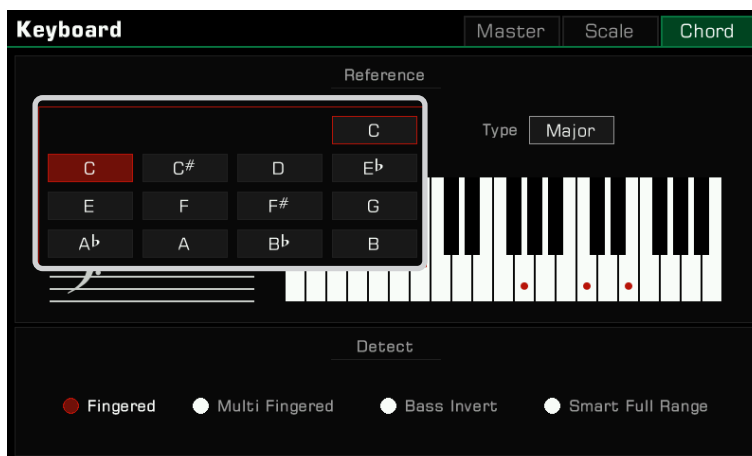 Keyboard Master Scale Chord
Reference
C Type Major
C C# D E♭
E F F# G
A♭ A B♭ B
Detect
Fingered Multi Fingered Bass Invert Smart Full Range